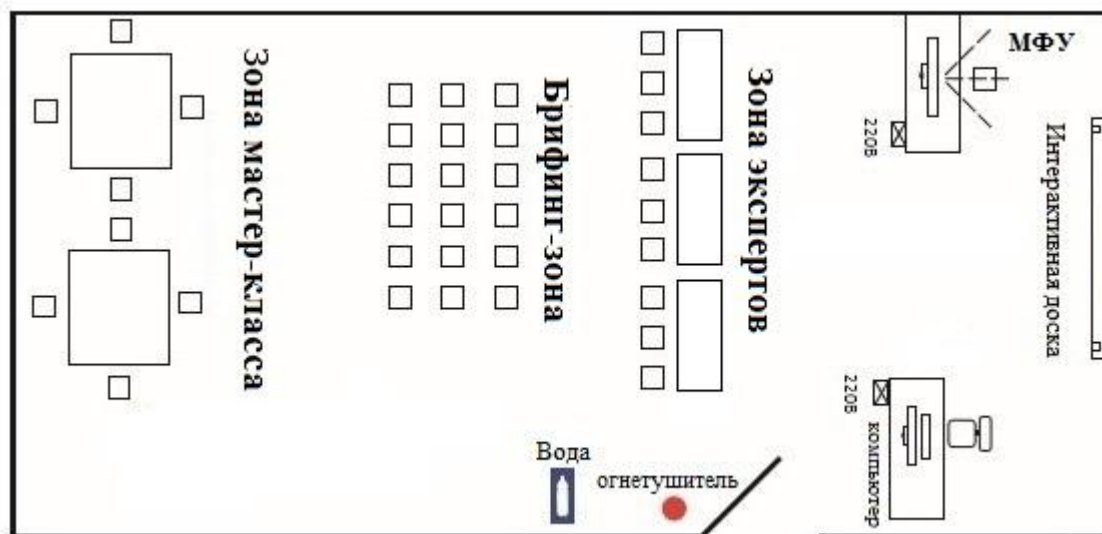 Зона мастер-класса
Брифинг-зона
Зона экспертов
МФУ
220В
Интерактивная доска
220В
компьютер
Вода
огнетушитель